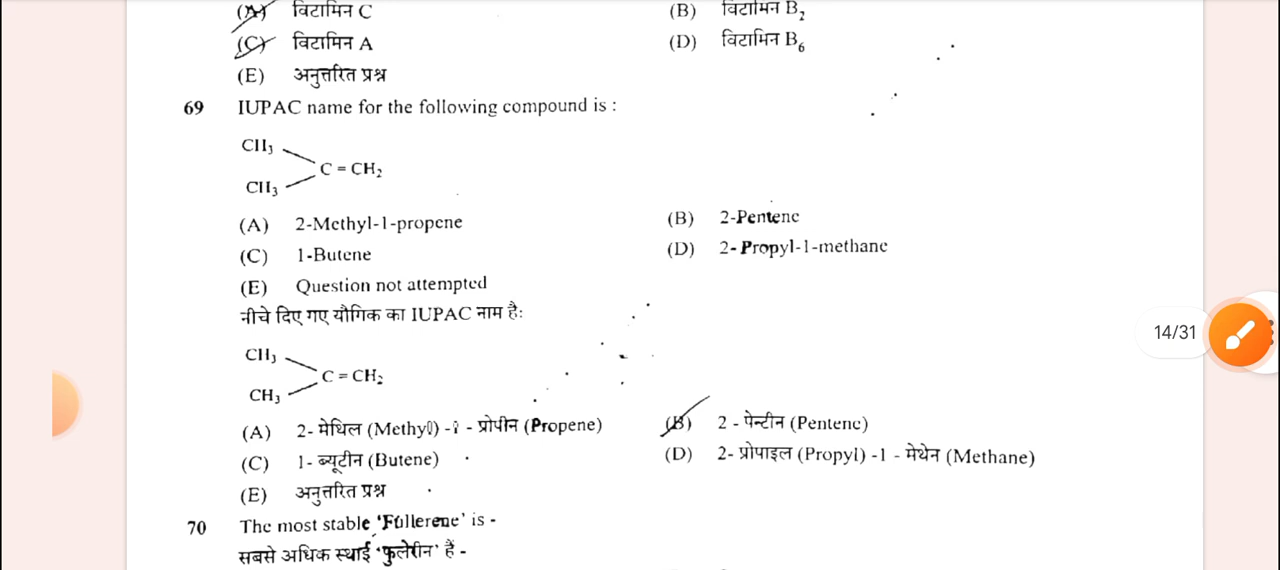 (A) विटामिन C (B) विटामिन B₂
(C) विटामिन A (D) विटामिन B₆
(E) अनुत्तरित प्रश्न
69 IUPAC name for the following compound is :
CH₃
C = CH₂
CH₃
(A) 2-Methyl-1-propene (B) 2-Pentene
(C) 1-Butene (D) 2-Propyl-1-methane
(E) Question not attempted
नीचे दिए गए यौगिक का IUPAC नाम है:
CH₃
C = CH₂
CH₃
(A) 2- मेथिल (Methyl) -1 - प्रोपीन (Propene) (B) 2 - पेन्टीन (Pentene)
(C) 1- ब्यूटीन (Butene) (D) 2- प्रोपाइल (Propyl) -1 - मेथेन (Methane)
(E) अनुत्तरित प्रश्न
70 The most stable 'Fullerene' is -
सबसे अधिक स्थाई 'फुलेरीन' हैं -
14/31